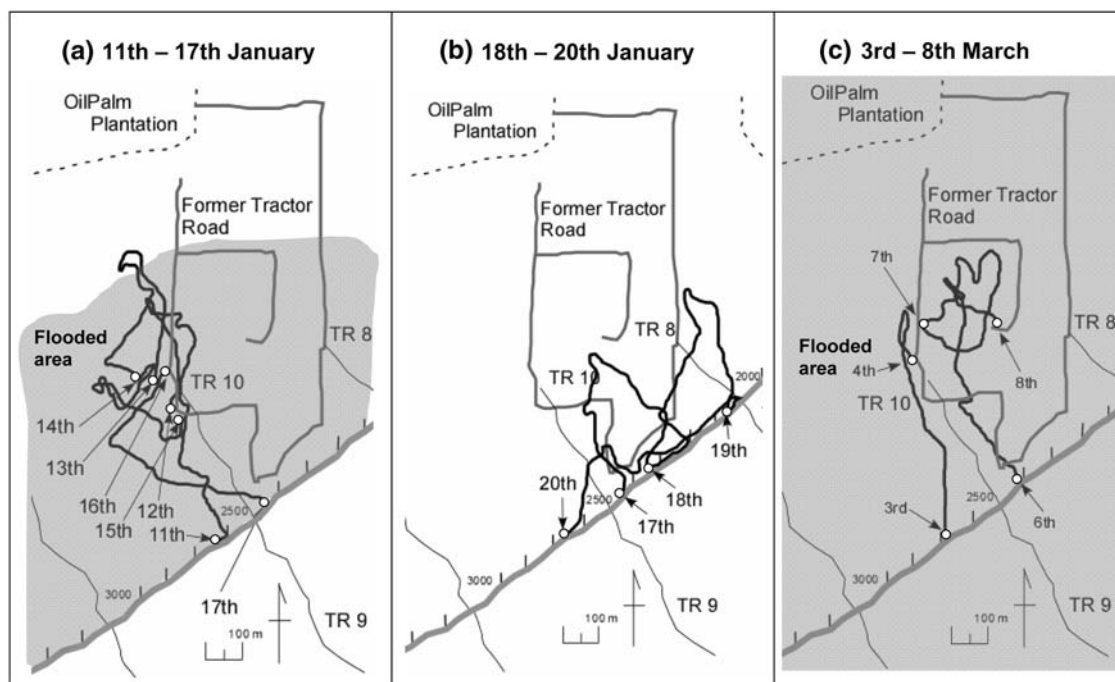 (a) 11th – 17th January
OilPalm
Plantation
Former Tractor
Road
TR 8
Flooded
area
TR 10
14th
13th
16th
12th
15th
11th
2500
3000
17th
TR 9
100 m
(b) 18th – 20th January
OilPalm
Plantation
Former Tractor
Road
TR 8
TR 10
2000
19th
18th
20th
2500
17th
3000
TR 9
100 m
(c) 3rd – 8th March
OilPalm
Plantation
Former Tractor
Road
7th
TR 8
Flooded
area
4th
8th
TR 10
2500
6th
3rd
3000
TR 9
100 m